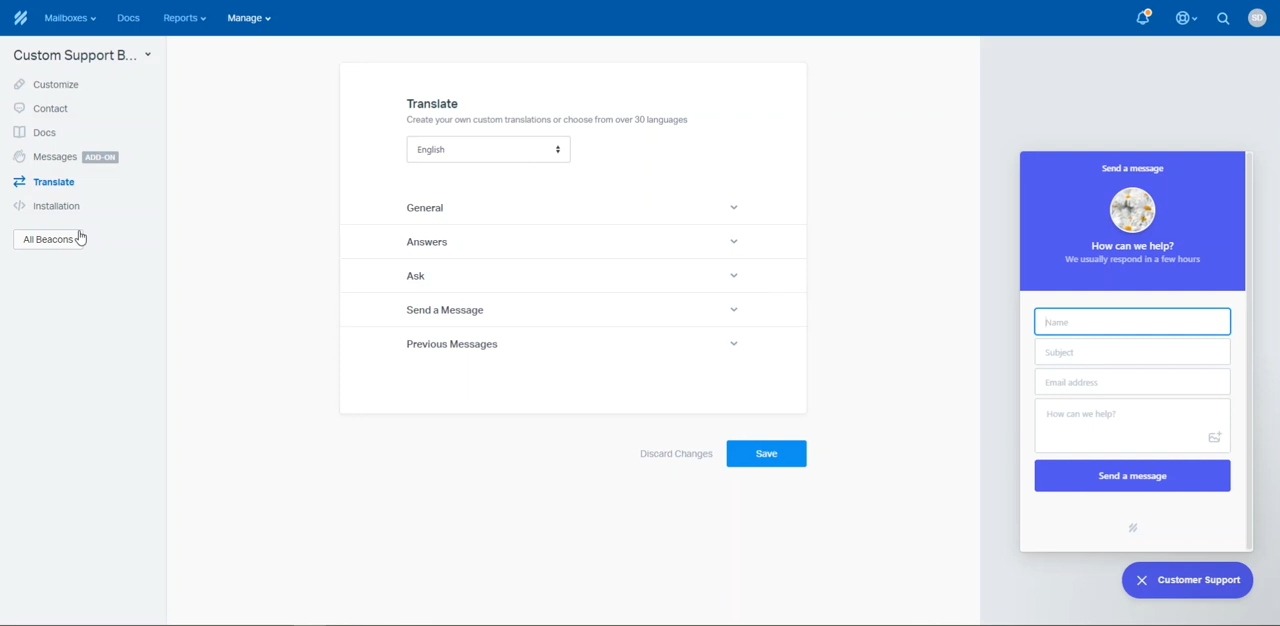 Mailboxes
Docs
Reports
Manage
SD
Custom Support B...
Customize
Contact
Docs
Messages ADD-ON
Translate
Installation
All Beacons
Translate
Create your own custom translations or choose from over 30 languages
English
General
Answers
Ask
Send a Message
Previous Messages
Discard Changes
Save
Send a message
How can we help?
We usually respond in a few hours
Name
Subject
Email address
How can we help?
Send a message
Customer Support